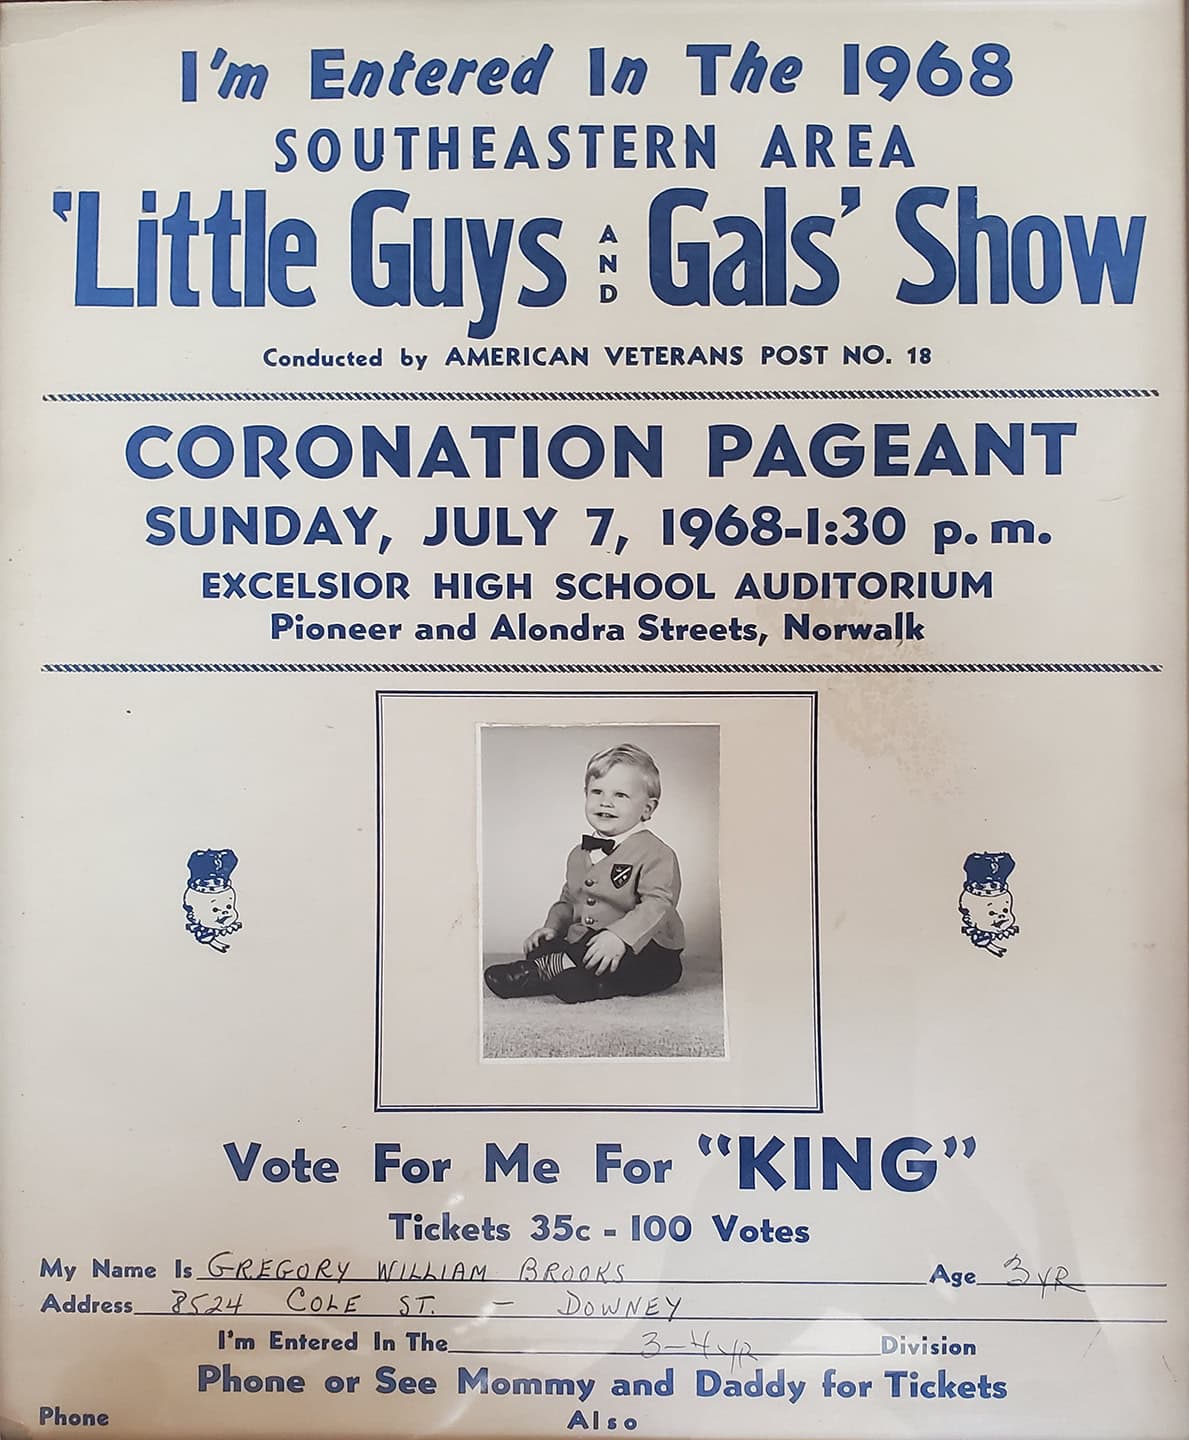 I'm Entered In The 1968
SOUTHEASTERN AREA
'Little Guys AND Gals' Show
Conducted by AMERICAN VETERANS POST NO. 18
CORONATION PAGEANT
SUNDAY, JULY 7, 1968-1:30 p. m.
EXCELSIOR HIGH SCHOOL AUDITORIUM
Pioneer and Alondra Streets, Norwalk
Vote For Me For "KING"
Tickets 35c - 100 Votes
My Name Is GREGORY WILLIAM BROOKS Age 3 YR
Address 8524 COLE ST. - DOWNEY
I'm Entered In The 3-4 YR Division
Phone or See Mommy and Daddy for Tickets
Phone Also